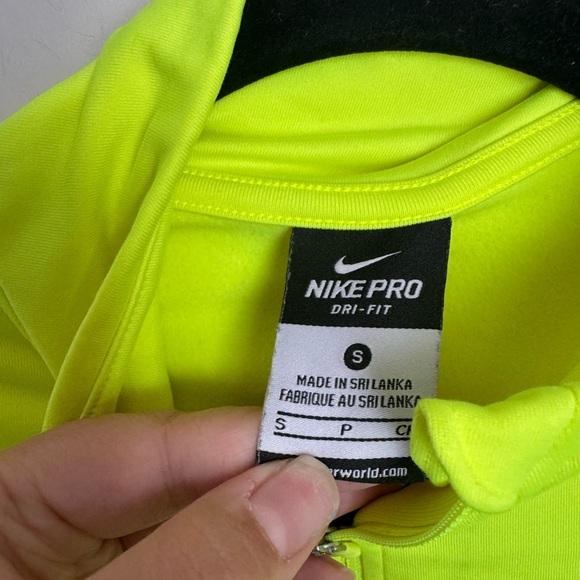 NIKE PRO
DRI-FIT
S
MADE IN SRI LANKA
FABRIQUE AU SRI LANKA
S P